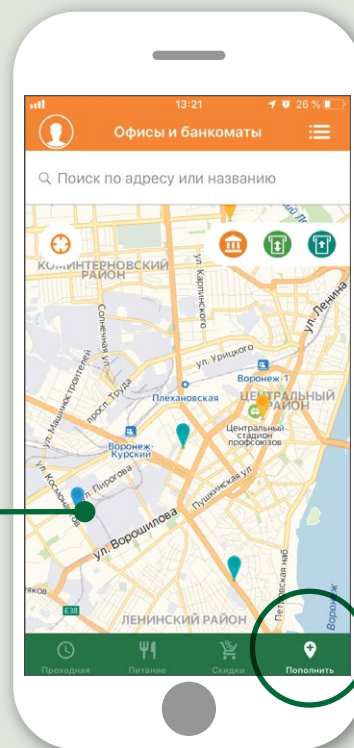 13:21
26 %
Офисы и банкоматы
Поиск по адресу или названию
КОМИНТЕРНОВСКИЙ
РАЙОН
ул. Карпинского
Солнечная ул.
ул. Ленина
ул. Урицкого
Воронеж-1
просп. Труда
ул. Машиностроителей
Плехановская
ЦЕНТРАЛЬНЫЙ
РАЙОН
Центральный
стадион
профсоюзов
Воронеж-
Курский
ул. Пирогова
ул. Космонавтов
Пушкинская ул.
ул. Ворошилова
Петровская наб.
Воронеж
Е38
ЛЕНИНСКИЙ РАЙОН
Проходная
Питание
Скидки
Пополнить